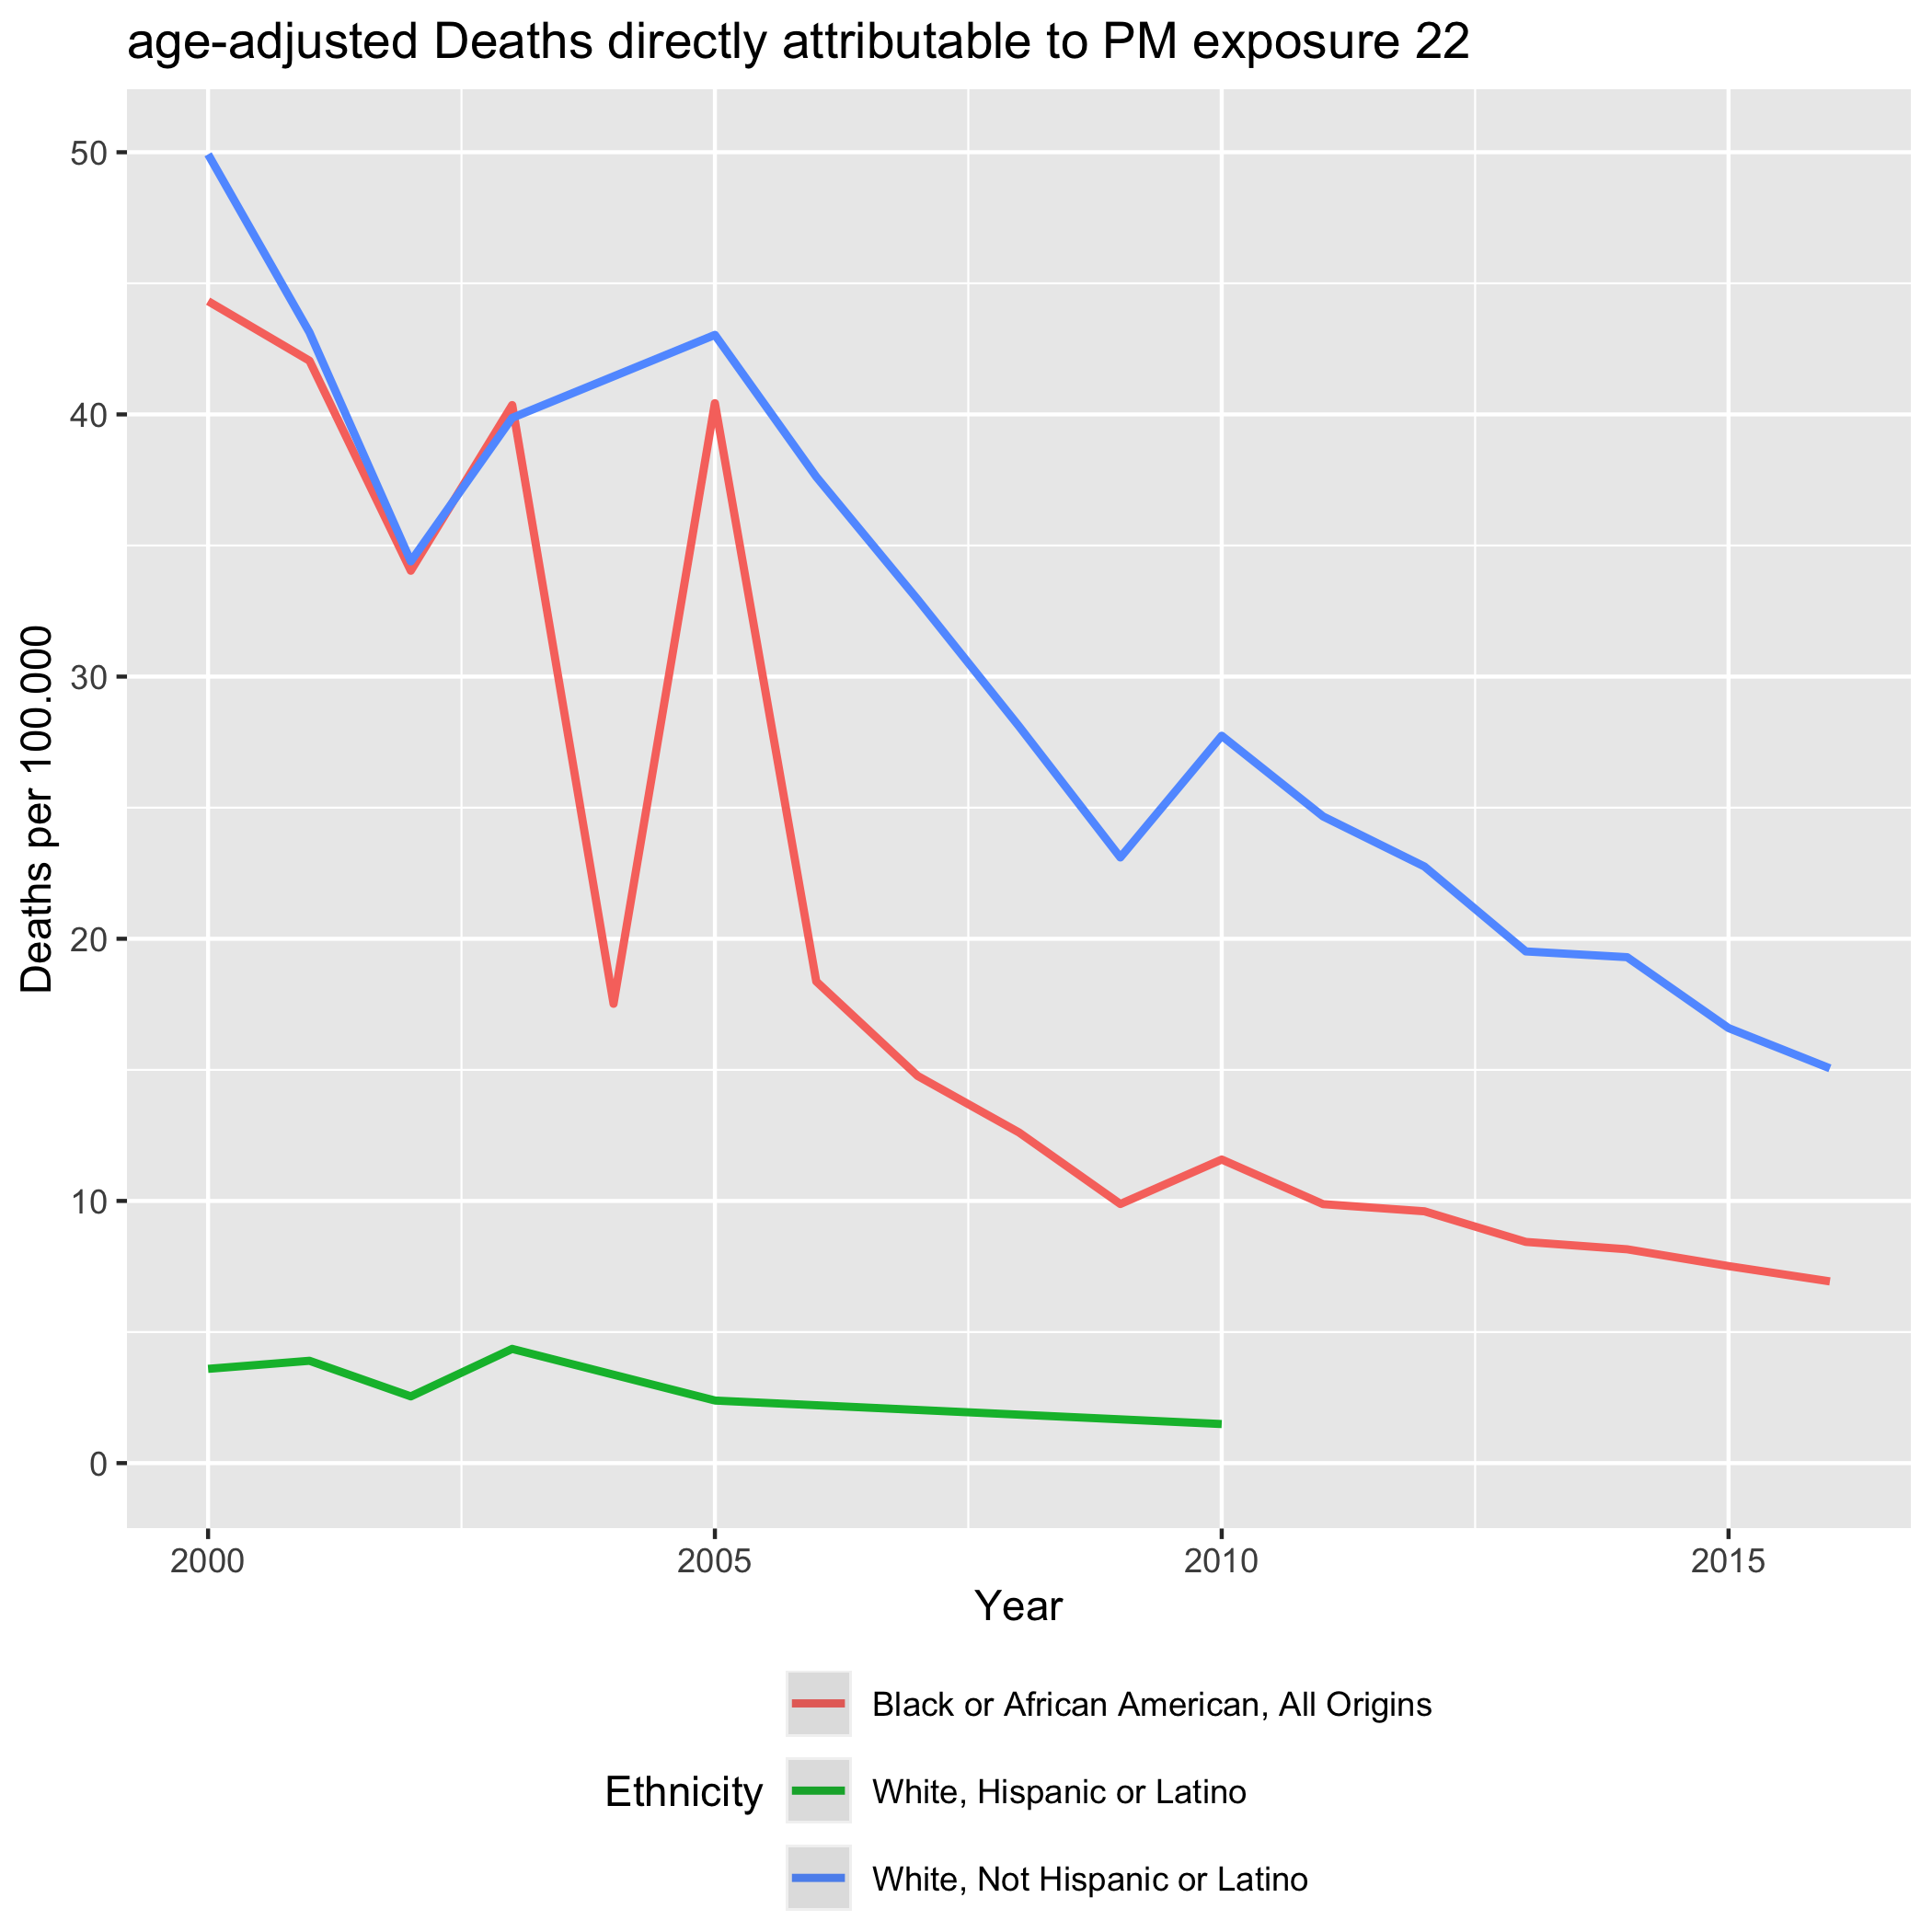 age-adjusted Deaths directly attributable to PM exposure 22
Deaths per 100.000
50
40
30
20
10
0
2000 2005 2010 2015
Year
Ethnicity
Black or African American, All Origins
White, Hispanic or Latino
White, Not Hispanic or Latino